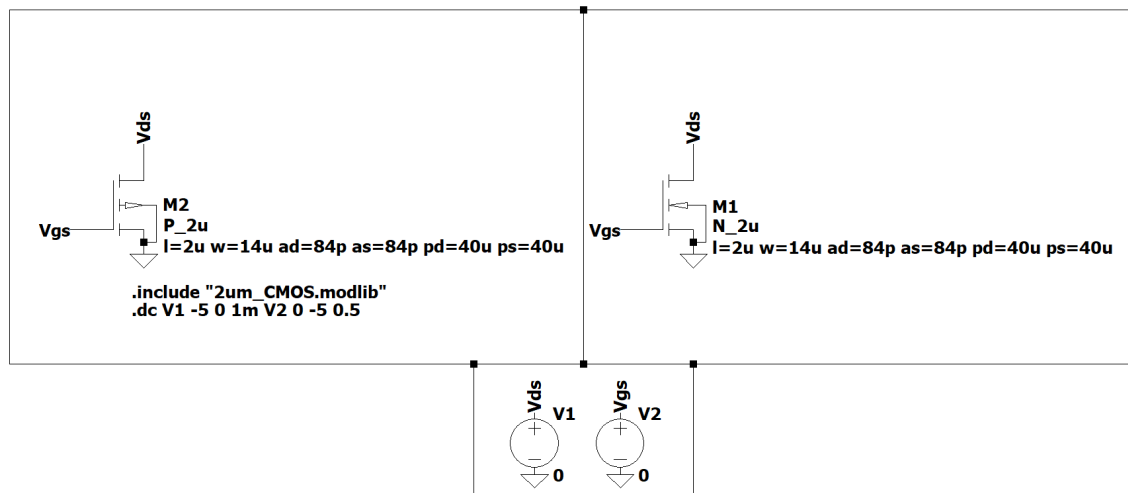 Vds
M2
P_2u
Vgs
l=2u w=14u ad=84p as=84p pd=40u ps=40u
.include "2um_CMOS.modlib"
.dc V1 -5 0 1m V2 0 -5 0.5
Vds
M1
N_2u
Vgs
l=2u w=14u ad=84p as=84p pd=40u ps=40u
Vds
V1
0
Vgs
V2
0